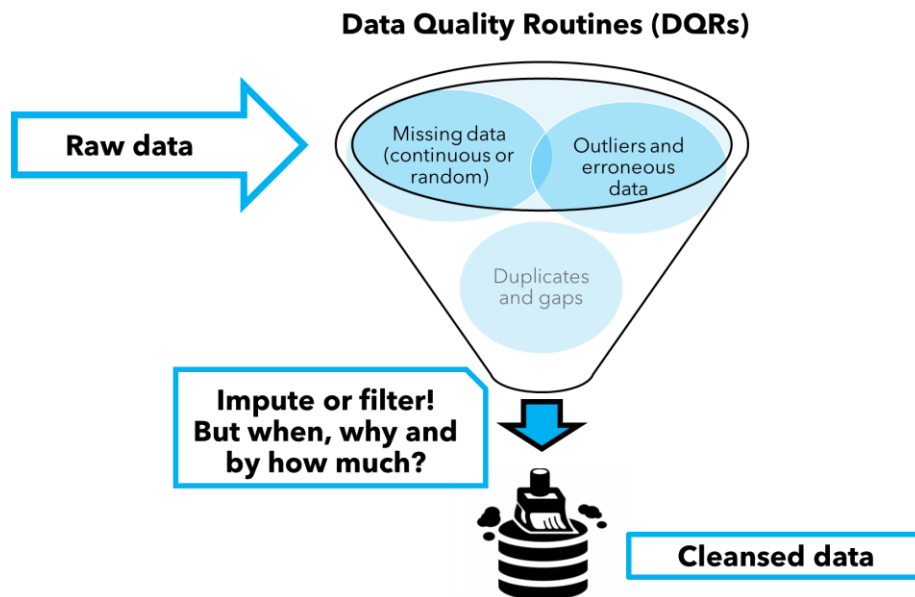 Data Quality Routines (DQRs)
Raw data
Missing data
(continuous or
random)
Outliers and
erroneous
data
Duplicates
and gaps
Impute or filter!
But when, why and
by how much?
Cleansed data